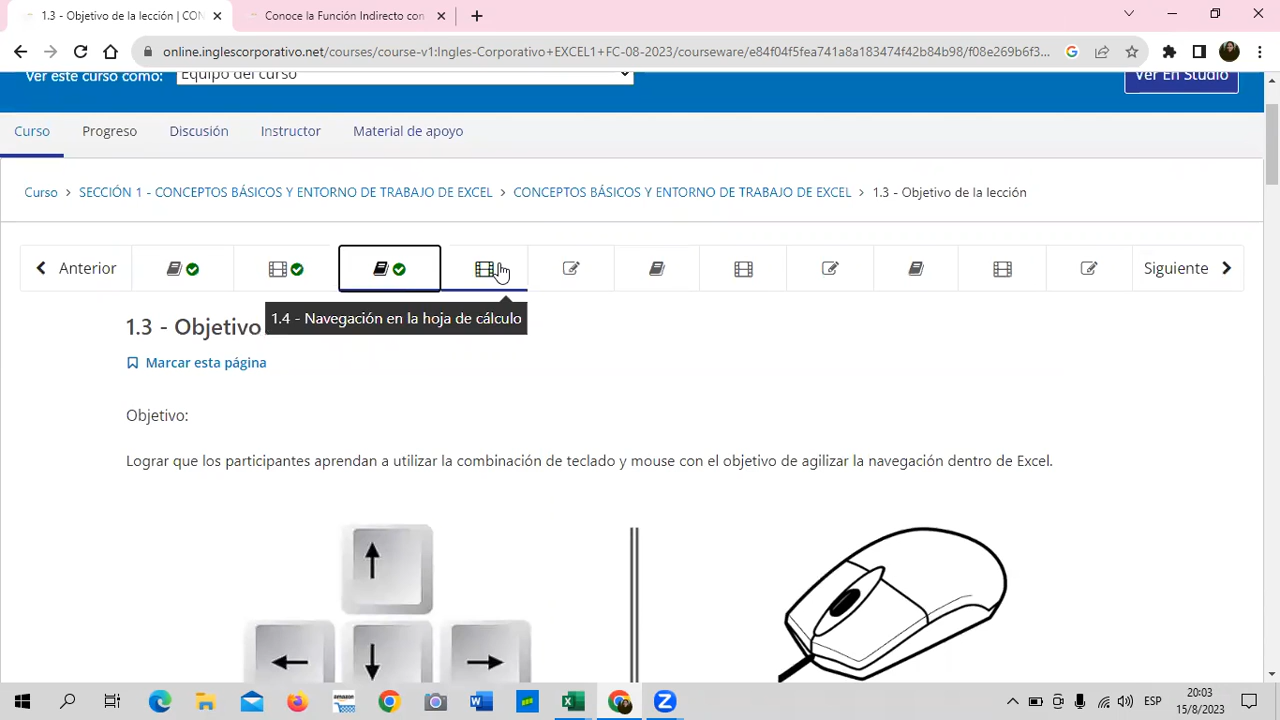 1.3 - Objetivo de la lección | CON
Conoce la Función Indirecto con
online.inglescorporativo.net/courses/course-v1:Ingles-Corporativo+EXCEL1+FC-08-2023/courseware/e84f04f5fea741a8a183474f42b84b98/f08e269b6f3...
Ver este curso como:
Equipo del curso
Ver En Studio
Curso
Progreso
Discusión
Instructor
Material de apoyo
Curso > SECCIÓN 1 - CONCEPTOS BÁSICOS Y ENTORNO DE TRABAJO DE EXCEL > CONCEPTOS BÁSICOS Y ENTORNO DE TRABAJO DE EXCEL > 1.3 - Objetivo de la lección
Anterior
Siguiente
1.4 - Navegación en la hoja de cálculo
1.3 - Objetivo
Marcar esta página
Objetivo:
Lograr que los participantes aprendan a utilizar la combinación de teclado y mouse con el objetivo de agilizar la navegación dentro de Excel.
amazon
ESP
20:03
15/8/2023